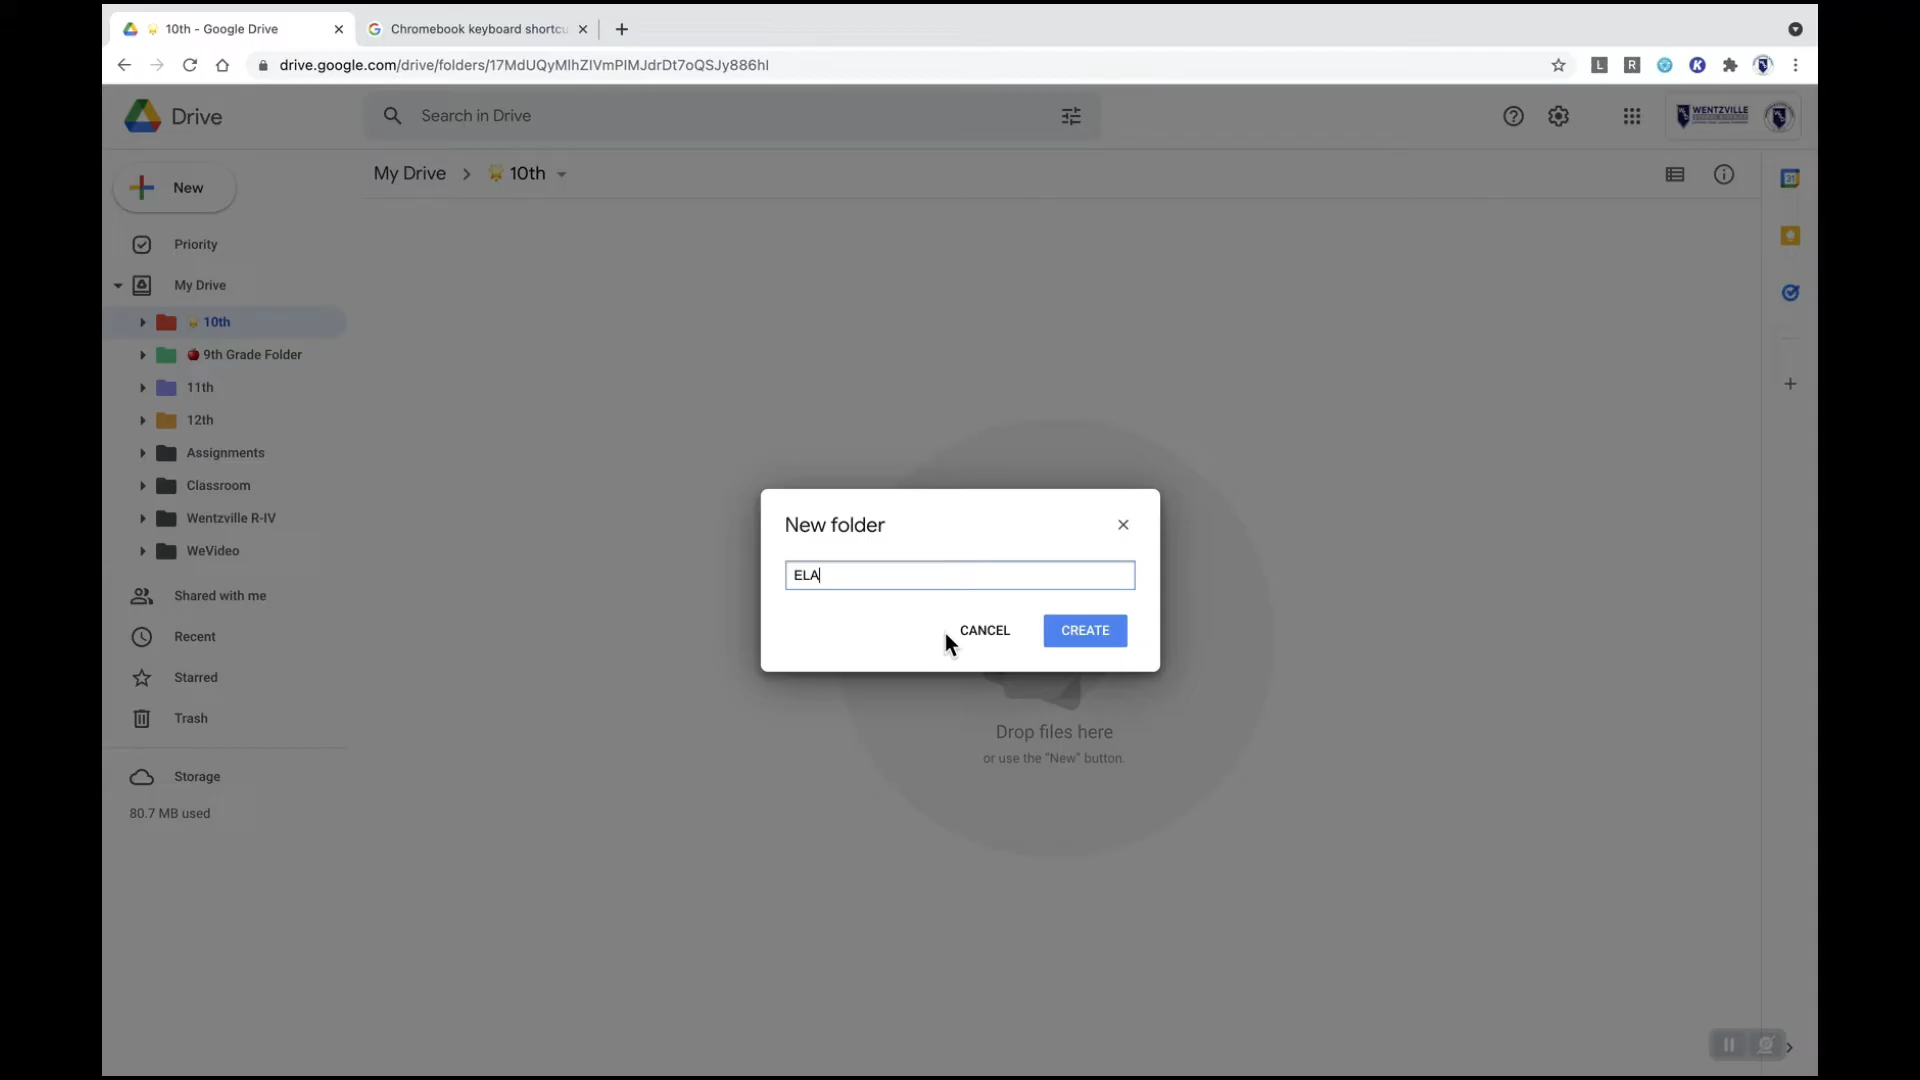 10th - Google Drive
Chromebook keyboard shortcu
drive.google.com/drive/folders/17MdUQyMlhZIVmPIMJdrDt7oQSJy886hI
L
R
K
Drive
Search in Drive
WENTZVILLE
My Drive
10th
New
Priority
My Drive
10th
9th Grade Folder
11th
12th
Assignments
Classroom
Wentzville R-IV
WeVideo
Shared with me
Recent
Starred
Trash
Storage
80.7 MB used
31
New folder
ELA
CANCEL
CREATE
Drop files here
or use the "New" button.